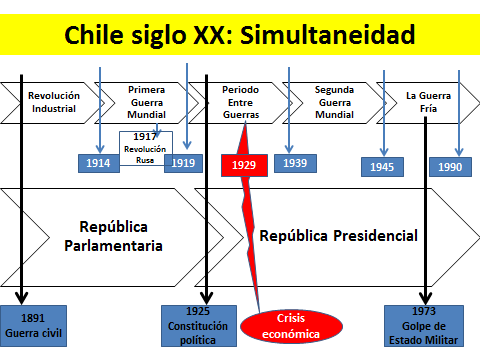 Chile siglo XX: Simultaneidad
Revolución
Industrial
Primera
Guerra
Mundial
Periodo
Entre
Guerras
Segunda
Guerra
Mundial
La Guerra
Fría
1917
Revolución
Rusa
1914
1919
1929
1939
1945
1990
República
Parlamentaria
República Presidencial
1891
Guerra civil
1925
Constitución
política
Crisis
económica
1973
Golpe de
Estado Militar